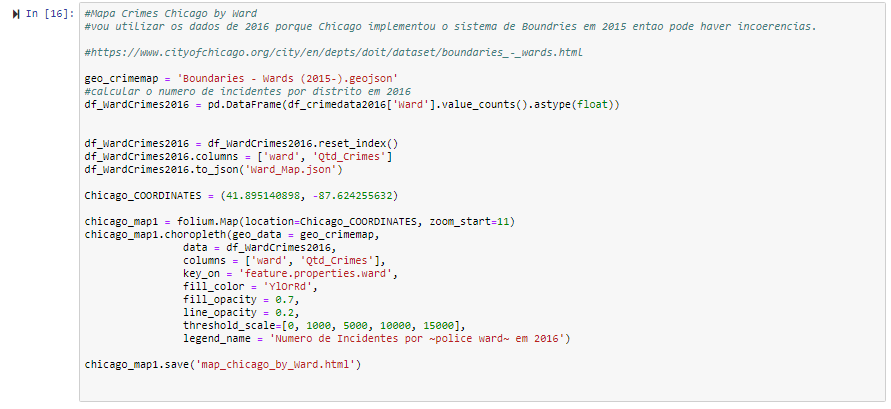 In [16]:
#Mapa Crimes Chicago by Ward
#vou utilizar os dados de 2016 porque Chicago implementou o sistema de Boundries em 2015 entao pode haver incoerencias.
#https://www.cityofchicago.org/city/en/depts/doit/dataset/boundaries_-_wards.html
geo_crimemap = 'Boundaries - Wards (2015-).geojson'
#calcular o numero de incidentes por distrito em 2016
df_WardCrimes2016 = pd.DataFrame(df_crimedata2016['Ward'].value_counts().astype(float))
df_WardCrimes2016 = df_WardCrimes2016.reset_index()
df_WardCrimes2016.columns = ['ward', 'Qtd_Crimes']
df_WardCrimes2016.to_json('Ward_Map.json')
Chicago_COORDINATES = (41.895140898, -87.624255632)
chicago_map1 = folium.Map(location=Chicago_COORDINATES, zoom_start=11)
chicago_map1.choropleth(geo_data = geo_crimemap,
data = df_WardCrimes2016,
columns = ['ward', 'Qtd_Crimes'],
key_on = 'feature.properties.ward',
fill_color = 'YlOrRd',
fill_opacity = 0.7,
line_opacity = 0.2,
threshold_scale=[0, 1000, 5000, 10000, 15000],
legend_name = 'Numero de Incidentes por ~police ward~ em 2016')
chicago_map1.save('map_chicago_by_Ward.html')